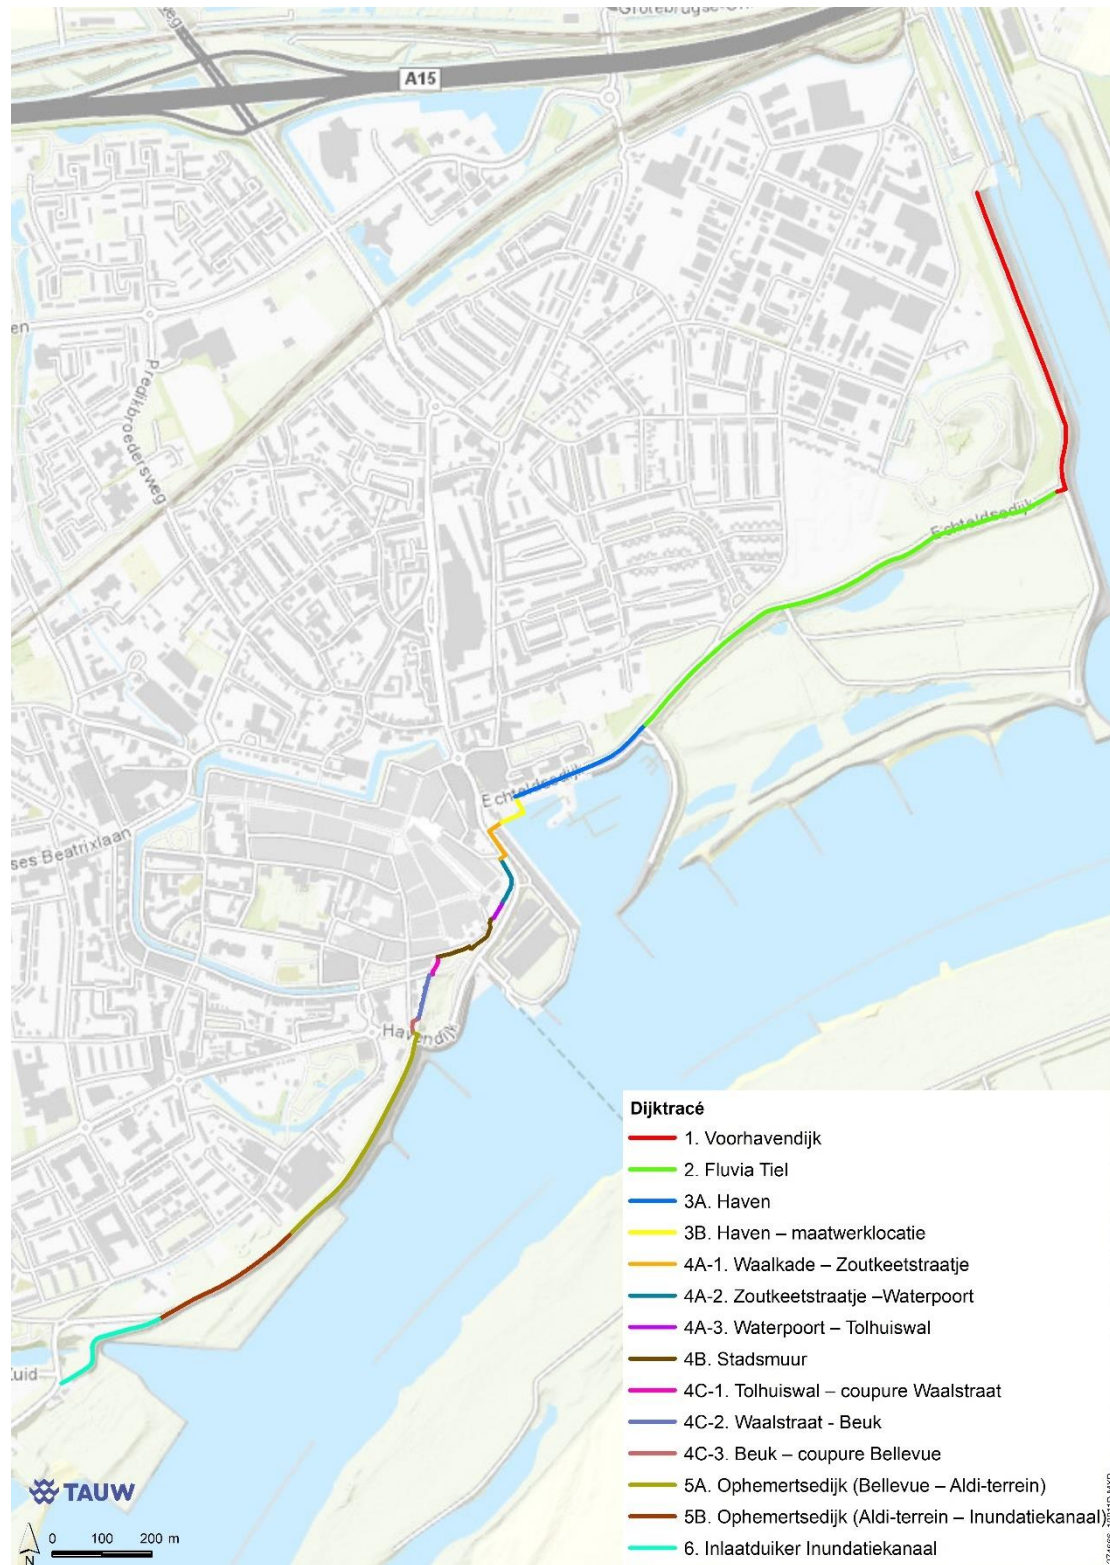 Grotebrugse
A15
en
Predikbroedersweg
Echteldsedijk
Echteldsedijk
ses Beatrixlaan
Havendijk
Zuid
Dijktracé
1. Voorhavendijk
2. Fluvia Tiel
3A. Haven
3B. Haven – maatwerklocatie
4A-1. Waalkade – Zoutkeetstraatje
4A-2. Zoutkeetstraatje –Waterpoort
4A-3. Waterpoort – Tolhuiswal
4B. Stadsmuur
4C-1. Tolhuiswal – coupure Waalstraat
4C-2. Waalstraat - Beuk
4C-3. Beuk – coupure Bellevue
5A. Ophemertsedijk (Bellevue – Aldi-terrein)
5B. Ophemertsedijk (Aldi-terrein – Inundatiekanaal)
6. Inlaatduiker Inundatiekanaal
TAUW
0 100 200 m
N